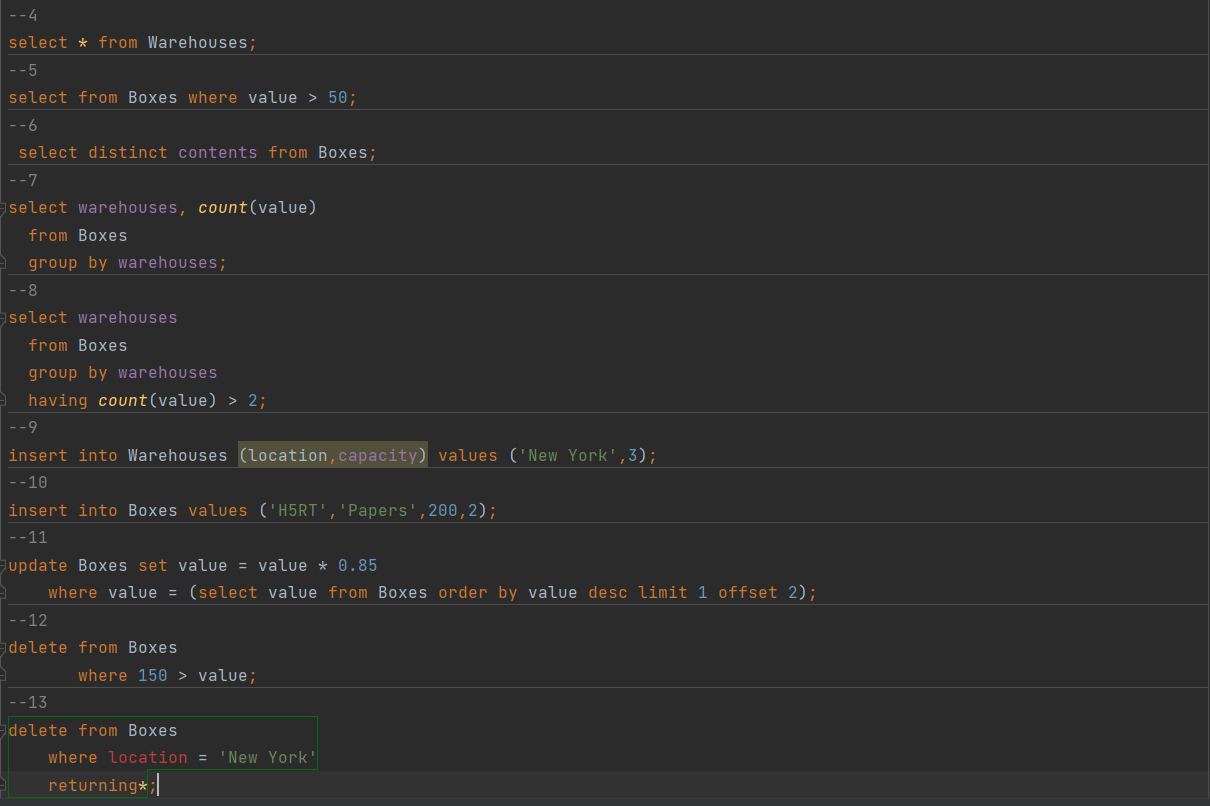 --4
select * from Warehouses;
--5
select from Boxes where value > 50;
--6
select distinct contents from Boxes;
--7
select warehouses, count(value)
from Boxes
group by warehouses;
--8
select warehouses
from Boxes
group by warehouses
having count(value) > 2;
--9
insert into Warehouses (location,capacity) values ('New York',3);
--10
insert into Boxes values ('H5RT','Papers',200,2);
--11
update Boxes set value = value * 0.85
where value = (select value from Boxes order by value desc limit 1 offset 2);
--12
delete from Boxes
where 150 > value;
--13
delete from Boxes
where location = 'New York'
returning*;